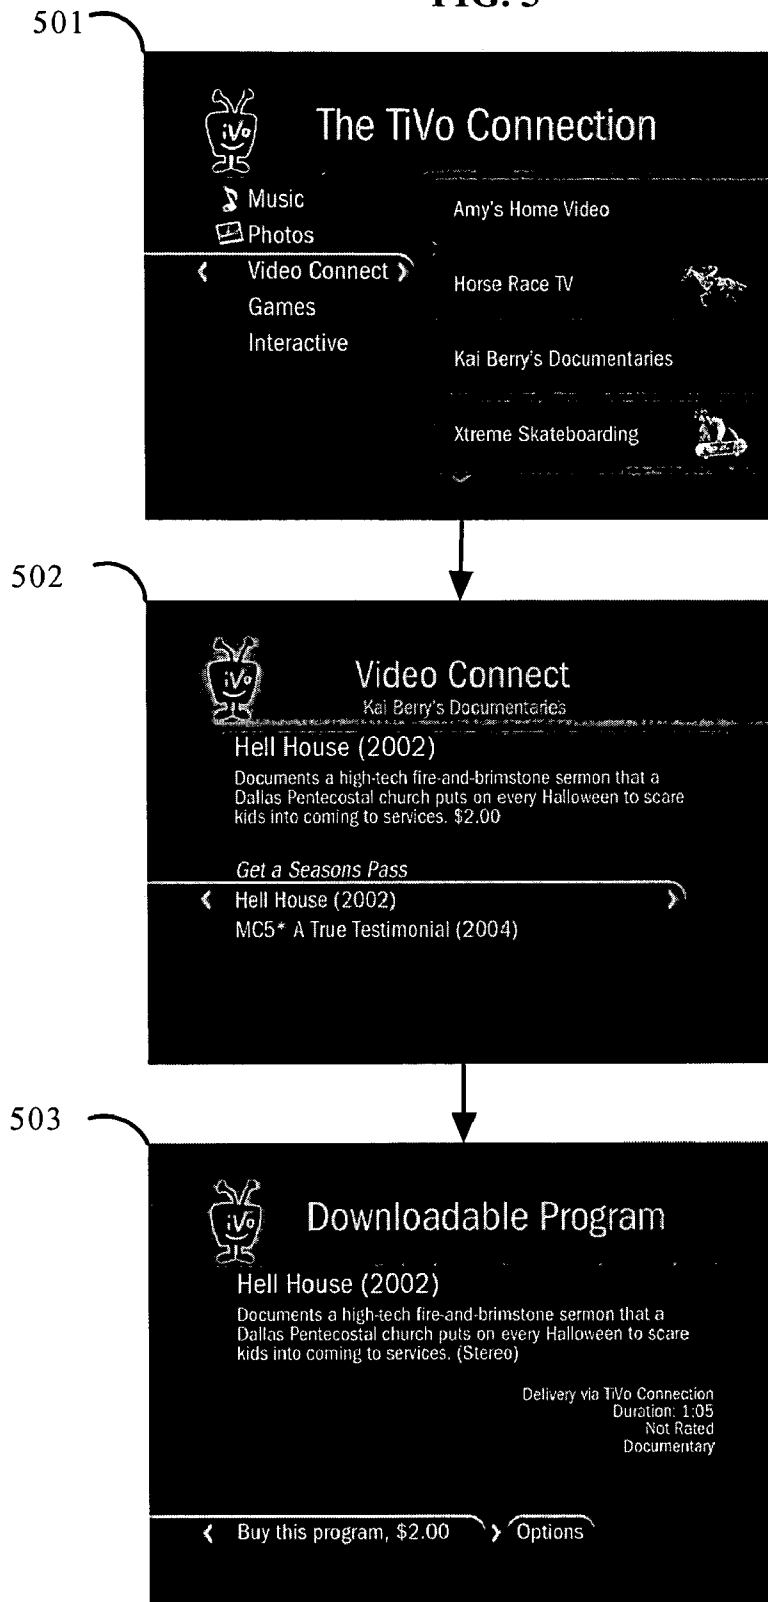 501
The TiVo Connection
Music
Photos
Video Connect
Games
Interactive
Amy's Home Video
Horse Race TV
Kai Berry's Documentaries
Xtreme Skateboarding
502
Video Connect
Kai Berry's Documentaries
Hell House (2002)
Documents a high-tech fire-and-brimstone sermon that a
Dallas Pentecostal church puts on every Halloween to scare
kids into coming to services. $2.00
Get a Seasons Pass
Hell House (2002)
MC5* A True Testimonial (2004)
503
Downloadable Program
Hell House (2002)
Documents a high-tech fire-and-brimstone sermon that a
Dallas Pentecostal church puts on every Halloween to scare
kids into coming to services. (Stereo)
Delivery via TiVo Connection
Duration: 1:05
Not Rated
Documentary
Buy this program, $2.00
Options